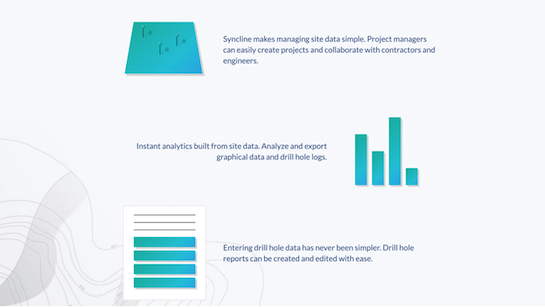 Syncline makes managing site data simple. Project managers
can easily create projects and collaborate with contractors and
engineers.
Instant analytics built from site data. Analyze and export
graphical data and drill hole logs.
Entering drill hole data has never been simpler. Drill hole
reports can be created and edited with ease.